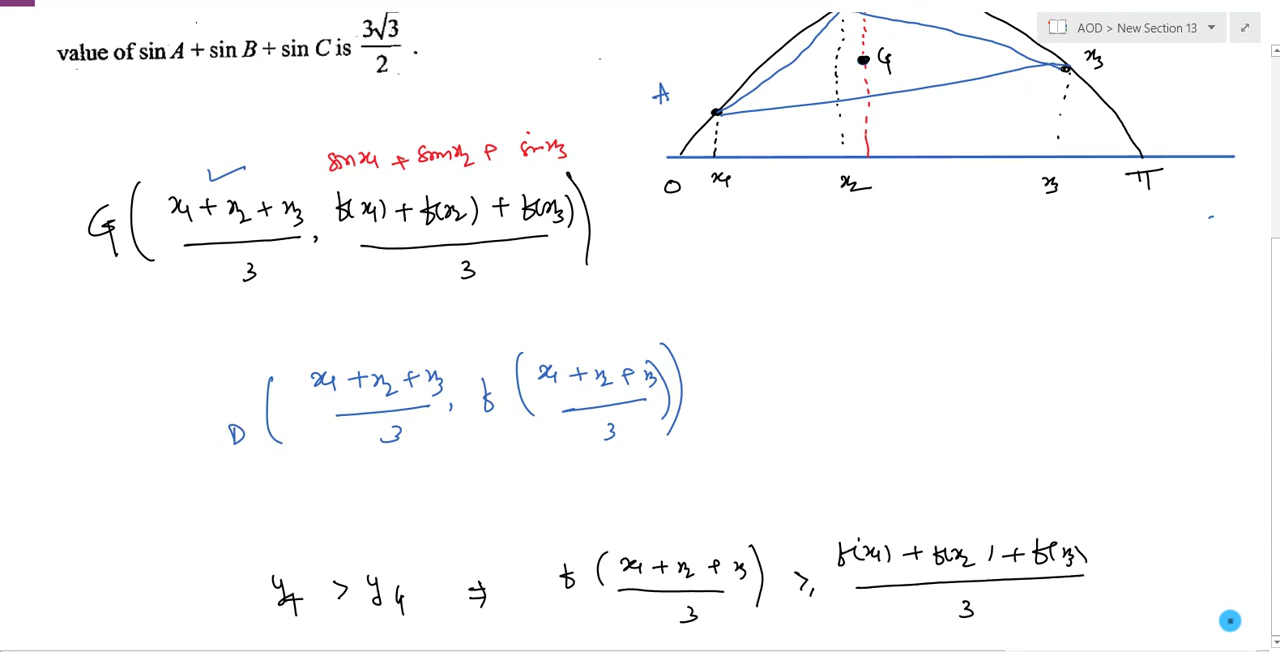 value of sin A + sin B + sin C is 3√3/2 .
AOD > New Section 13
G
x₃
A
0 x₁ x₂ x₃ π
sin x₁ + sin x₂ + sin x₃
G ( (x₁ + x₂ + x₃)/3 , (f(x₁) + f(x₂) + f(x₃))/3 )
D ( (x₁ + x₂ + x₃)/3 , f ( (x₁ + x₂ + x₃)/3 ) )
y > y_G ⇒ f ( (x₁ + x₂ + x₃)/3 ) ≥ (f(x₁) + f(x₂) + f(x₃))/3